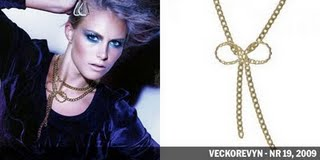 VECKOREVYN - NR 19, 2009